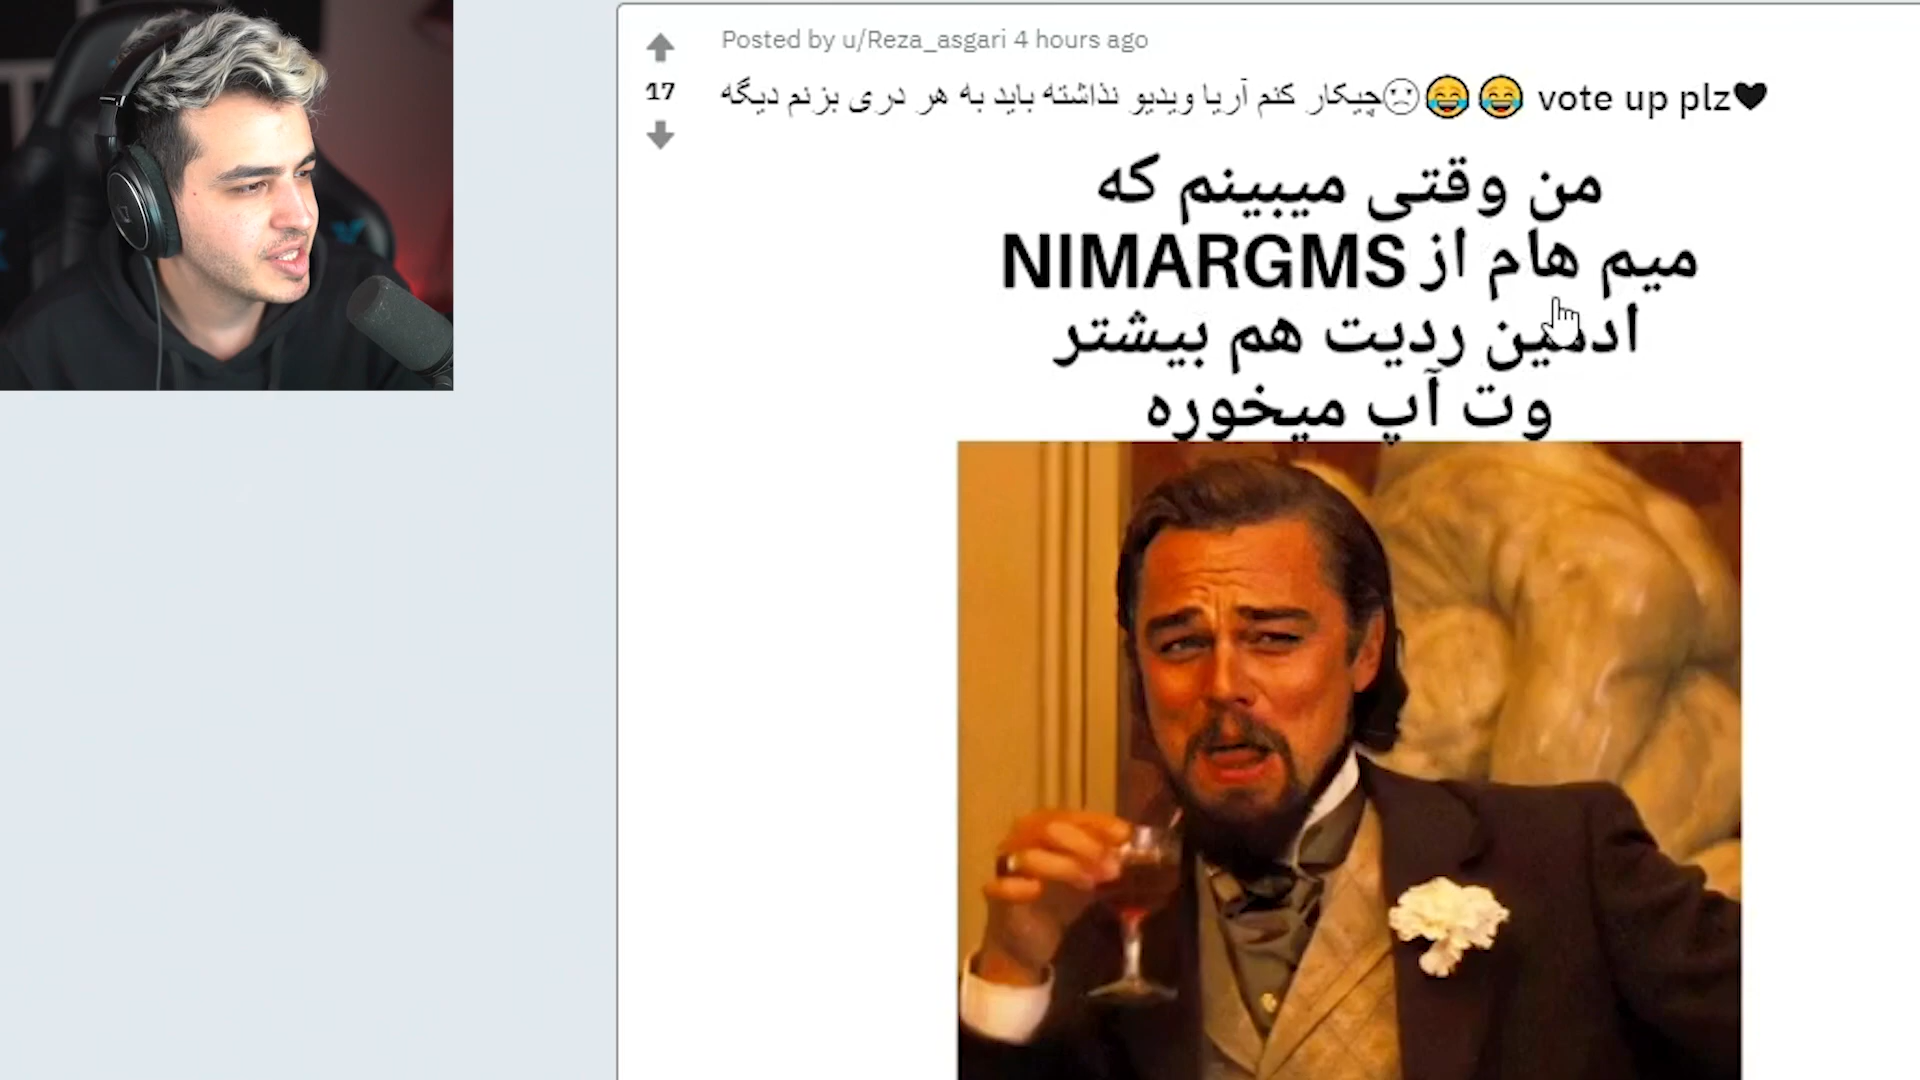 Posted by u/Reza_asgari 4 hours ago
17
چیکار کنم آریا ویدیو نذاشته باید به هر دری بزنم دیگه☹😂😂 vote up plz🖤
من وقتی میبینم که
میم هام از NIMARGMS
ادمین ردیت هم بیشتر
وت آپ میخوره